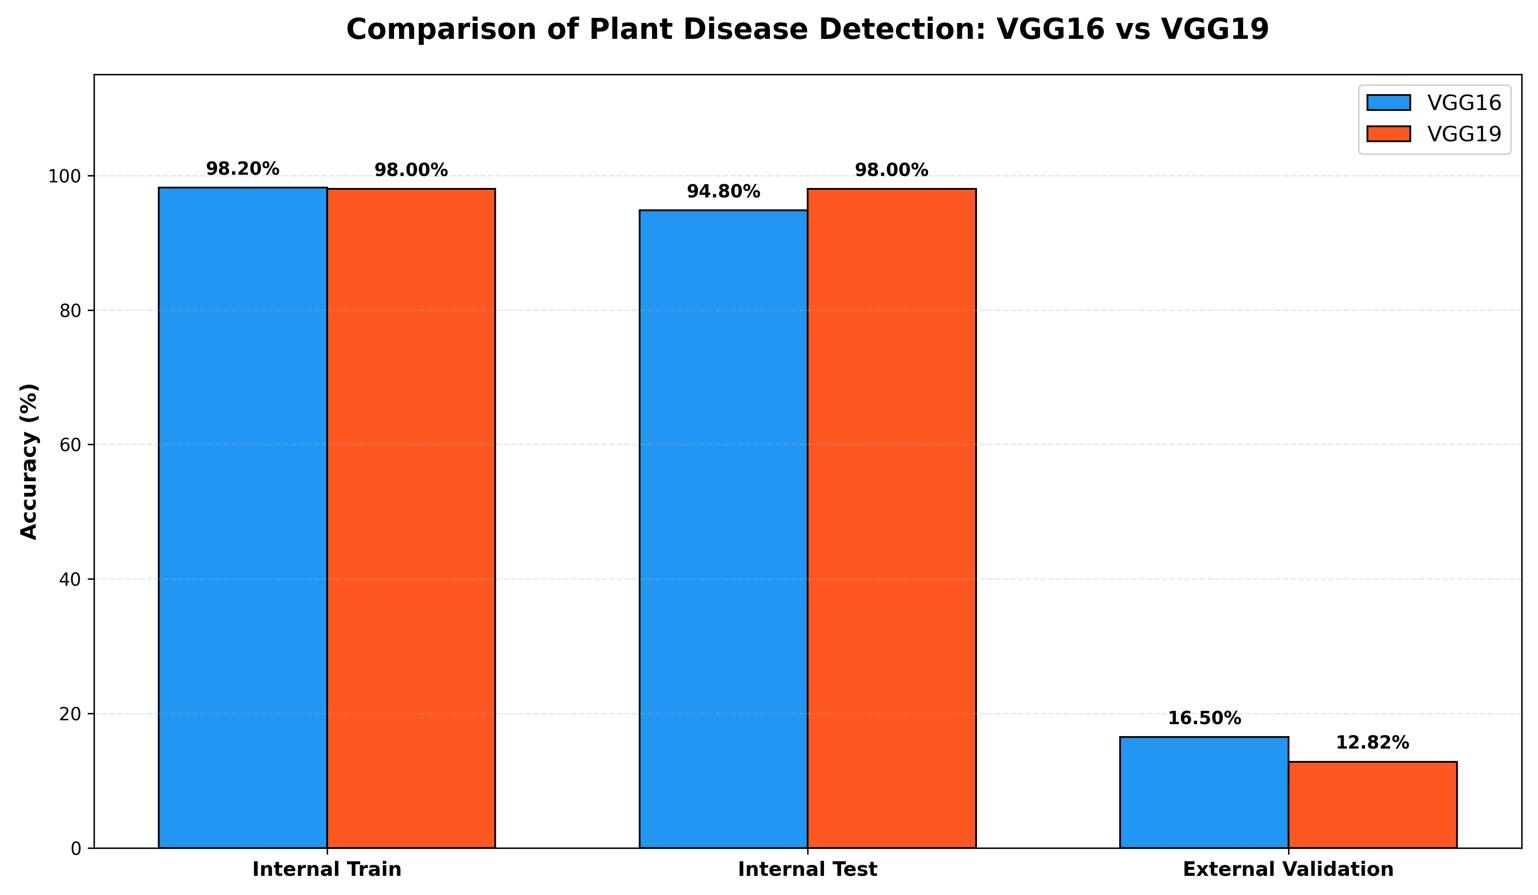 Comparison of Plant Disease Detection: VGG16 vs VGG19
VGG16
VGG19
Accuracy (%)
100
80
60
40
20
0
98.20%
98.00%
94.80%
98.00%
16.50%
12.82%
Internal Train
Internal Test
External Validation